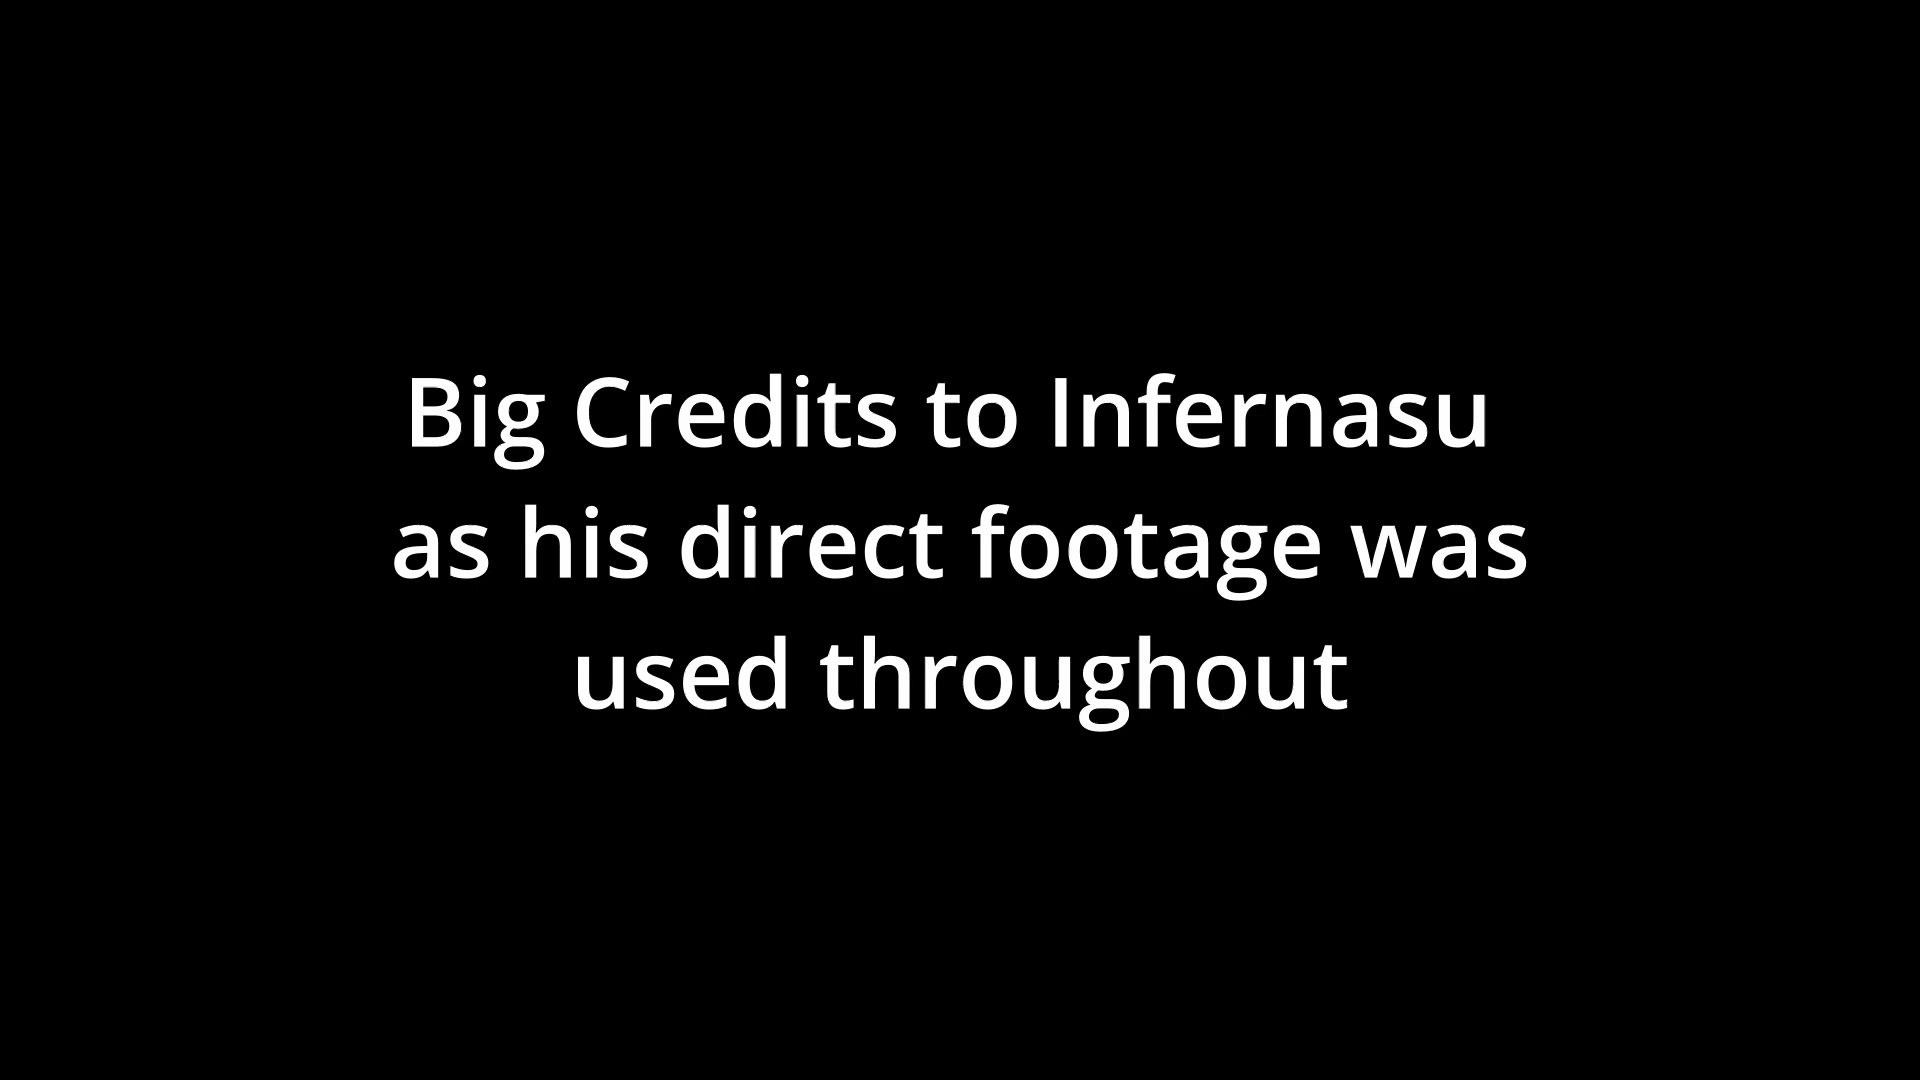 Big Credits to Infernasu
as his direct footage was
used throughout